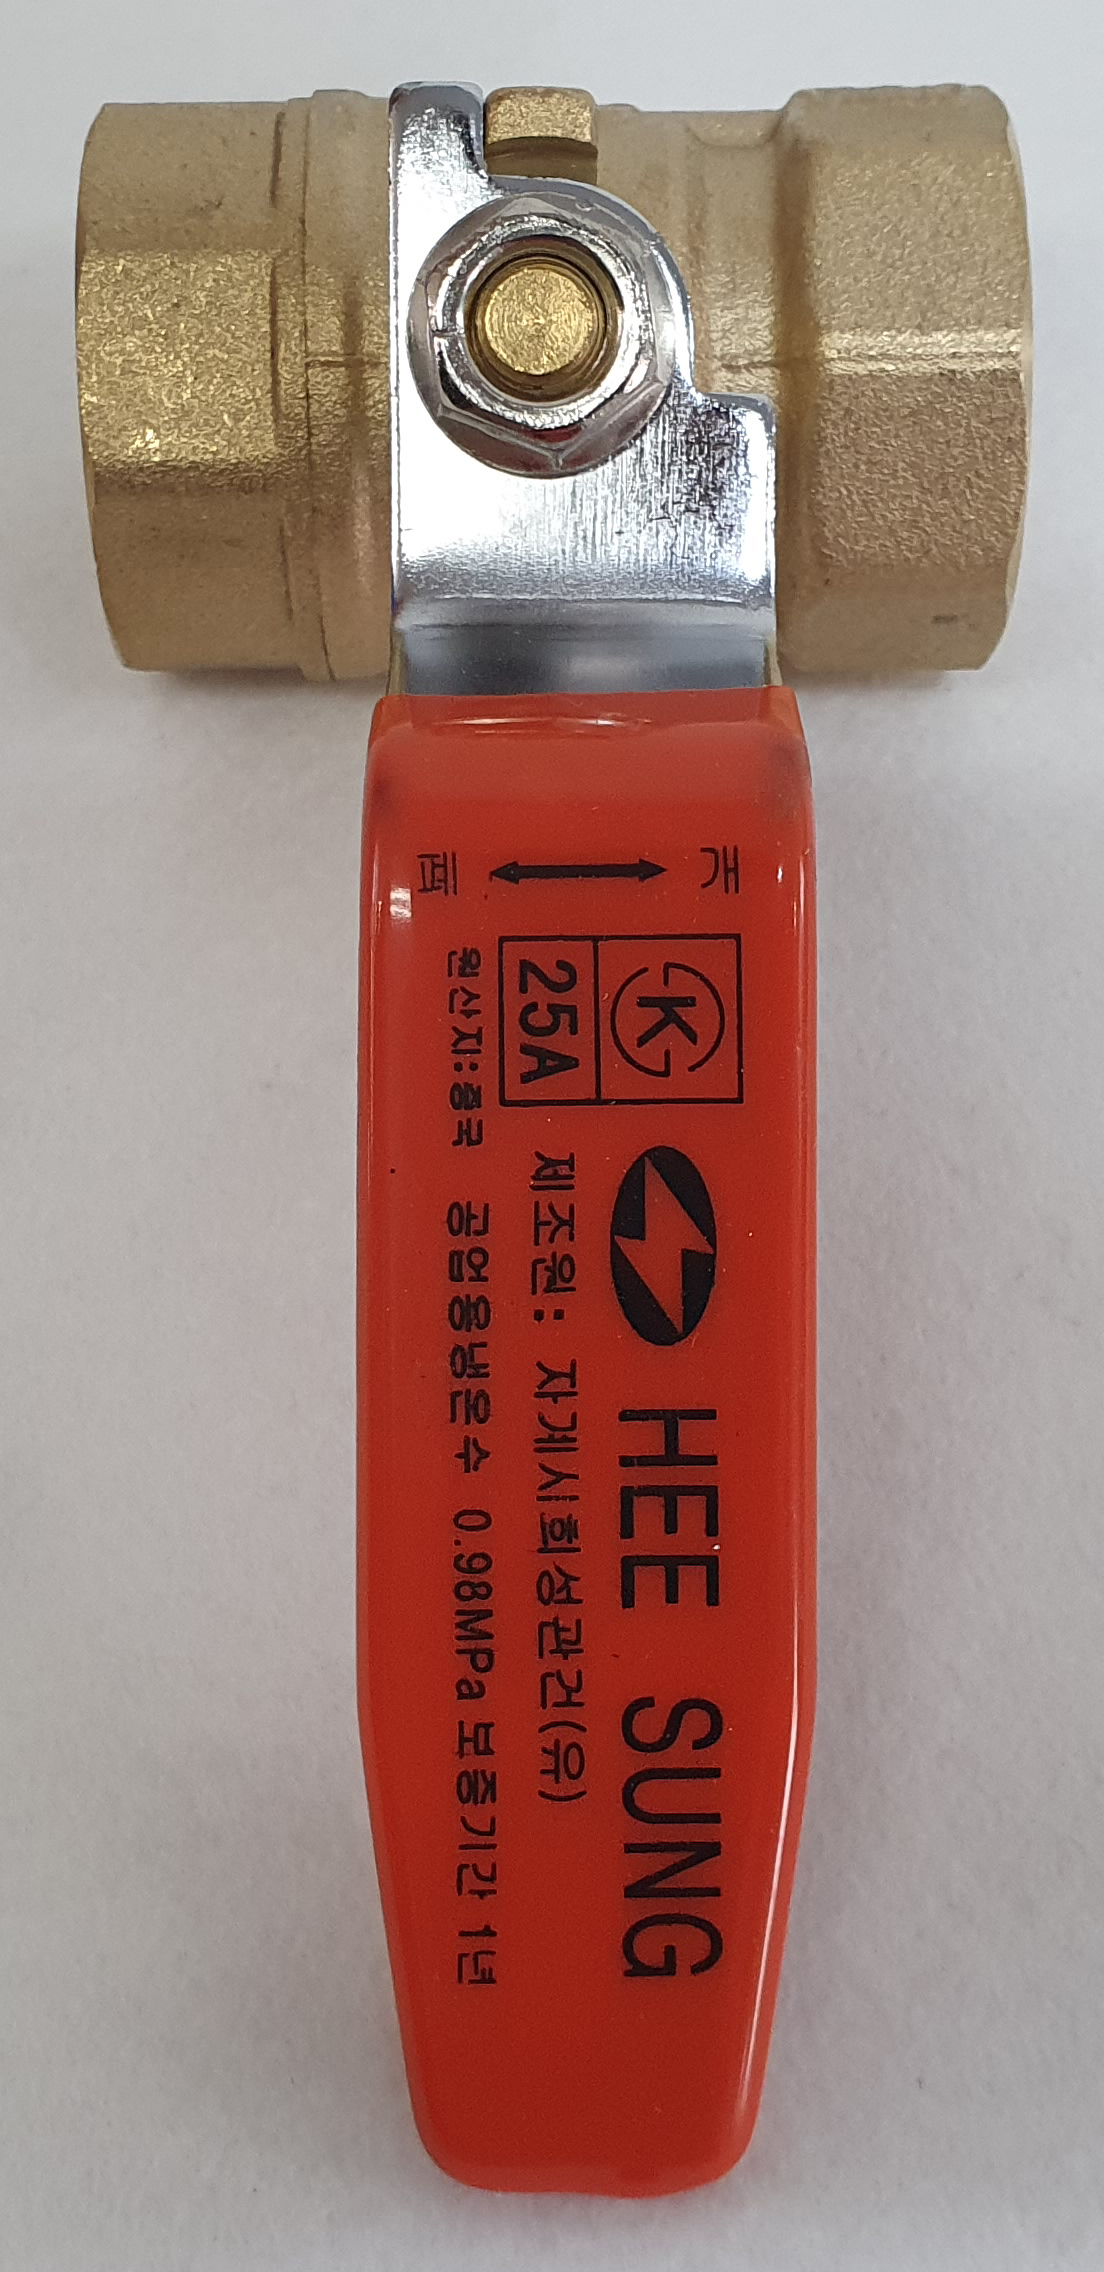 개
K
HEE SUNG
25A
제조원: 자계시희성관건(유)
원산지:중국 공업용냉온수 0.98MPa 보증기간 1년
폐